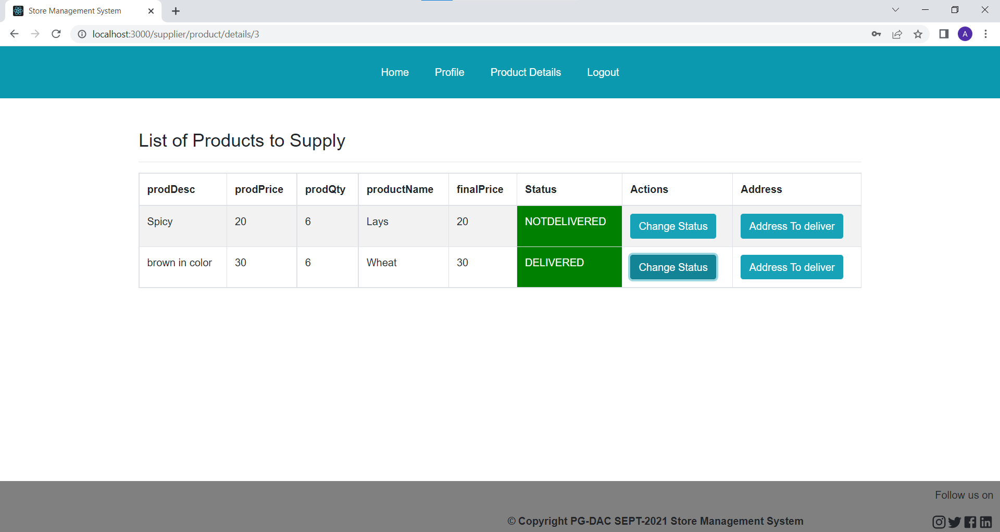 Store Management System
localhost:3000/supplier/product/details/3
A
Home Profile Product Details Logout
List of Products to Supply
prodDesc prodPrice prodQty productName finalPrice Status Actions Address
Spicy 20 6 Lays 20 NOTDELIVERED Change Status Address To deliver
brown in color 30 6 Wheat 30 DELIVERED Change Status Address To deliver
Follow us on
© Copyright PG-DAC SEPT-2021 Store Management System